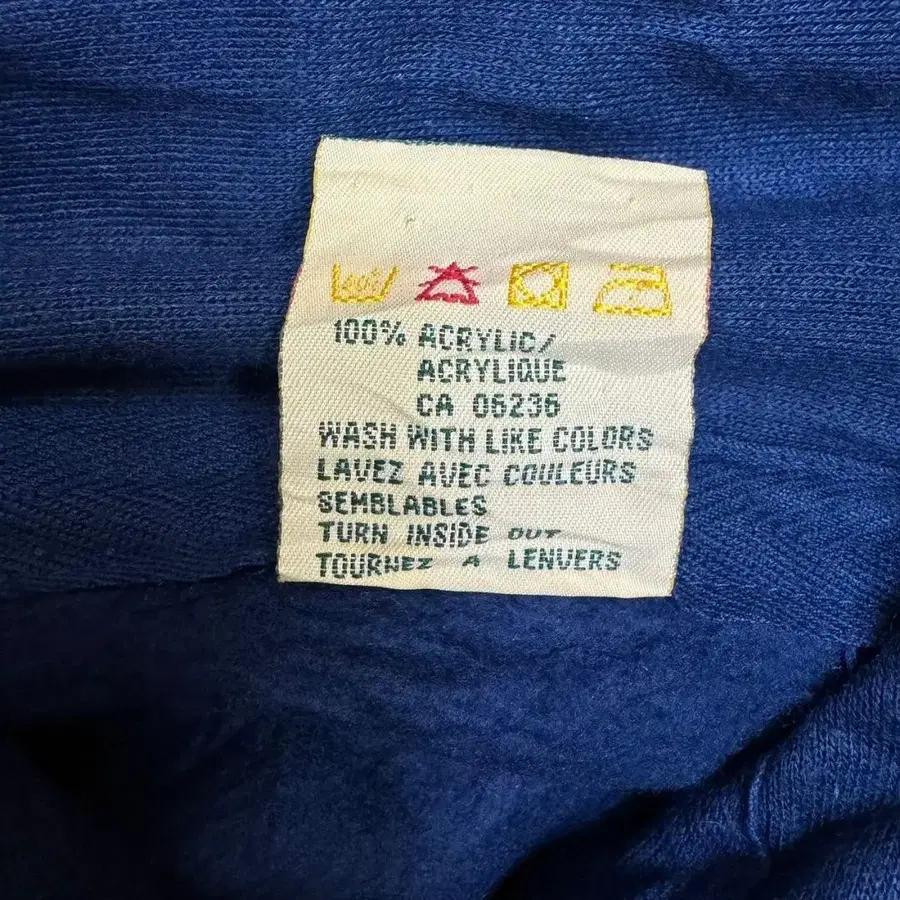 100% ACRYLIC/
ACRYLIQUE
CA 06236
WASH WITH LIKE COLORS
LAVEZ AVEC COULEURS
SEMBLABLES
TURN INSIDE OUT
TOURNEZ A LENVERS